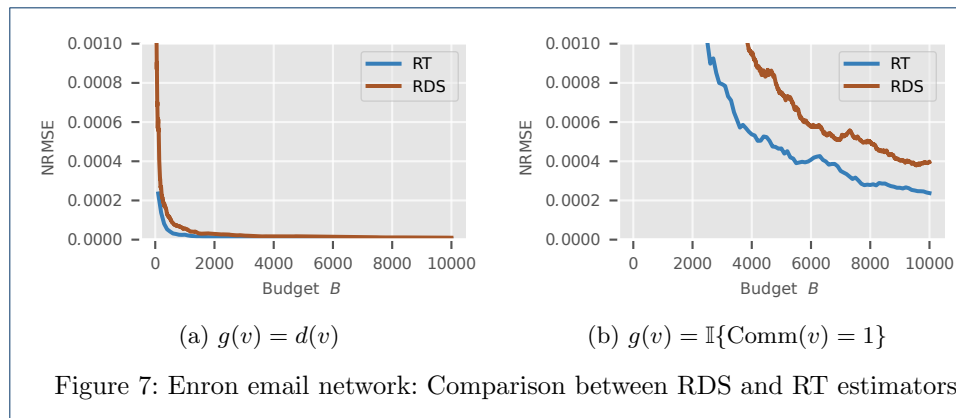 0.0010
0.0008
0.0006
0.0004
0.0002
0.0000
NRMSE
RT
RDS
0 2000 4000 6000 8000 10000
Budget B
(a) g(v) = d(v)
0.0010
0.0008
0.0006
0.0004
0.0002
0.0000
NRMSE
RT
RDS
0 2000 4000 6000 8000 10000
Budget B
(b) g(v) = 𝕀{Comm(v) = 1}
Figure 7: Enron email network: Comparison between RDS and RT estimators